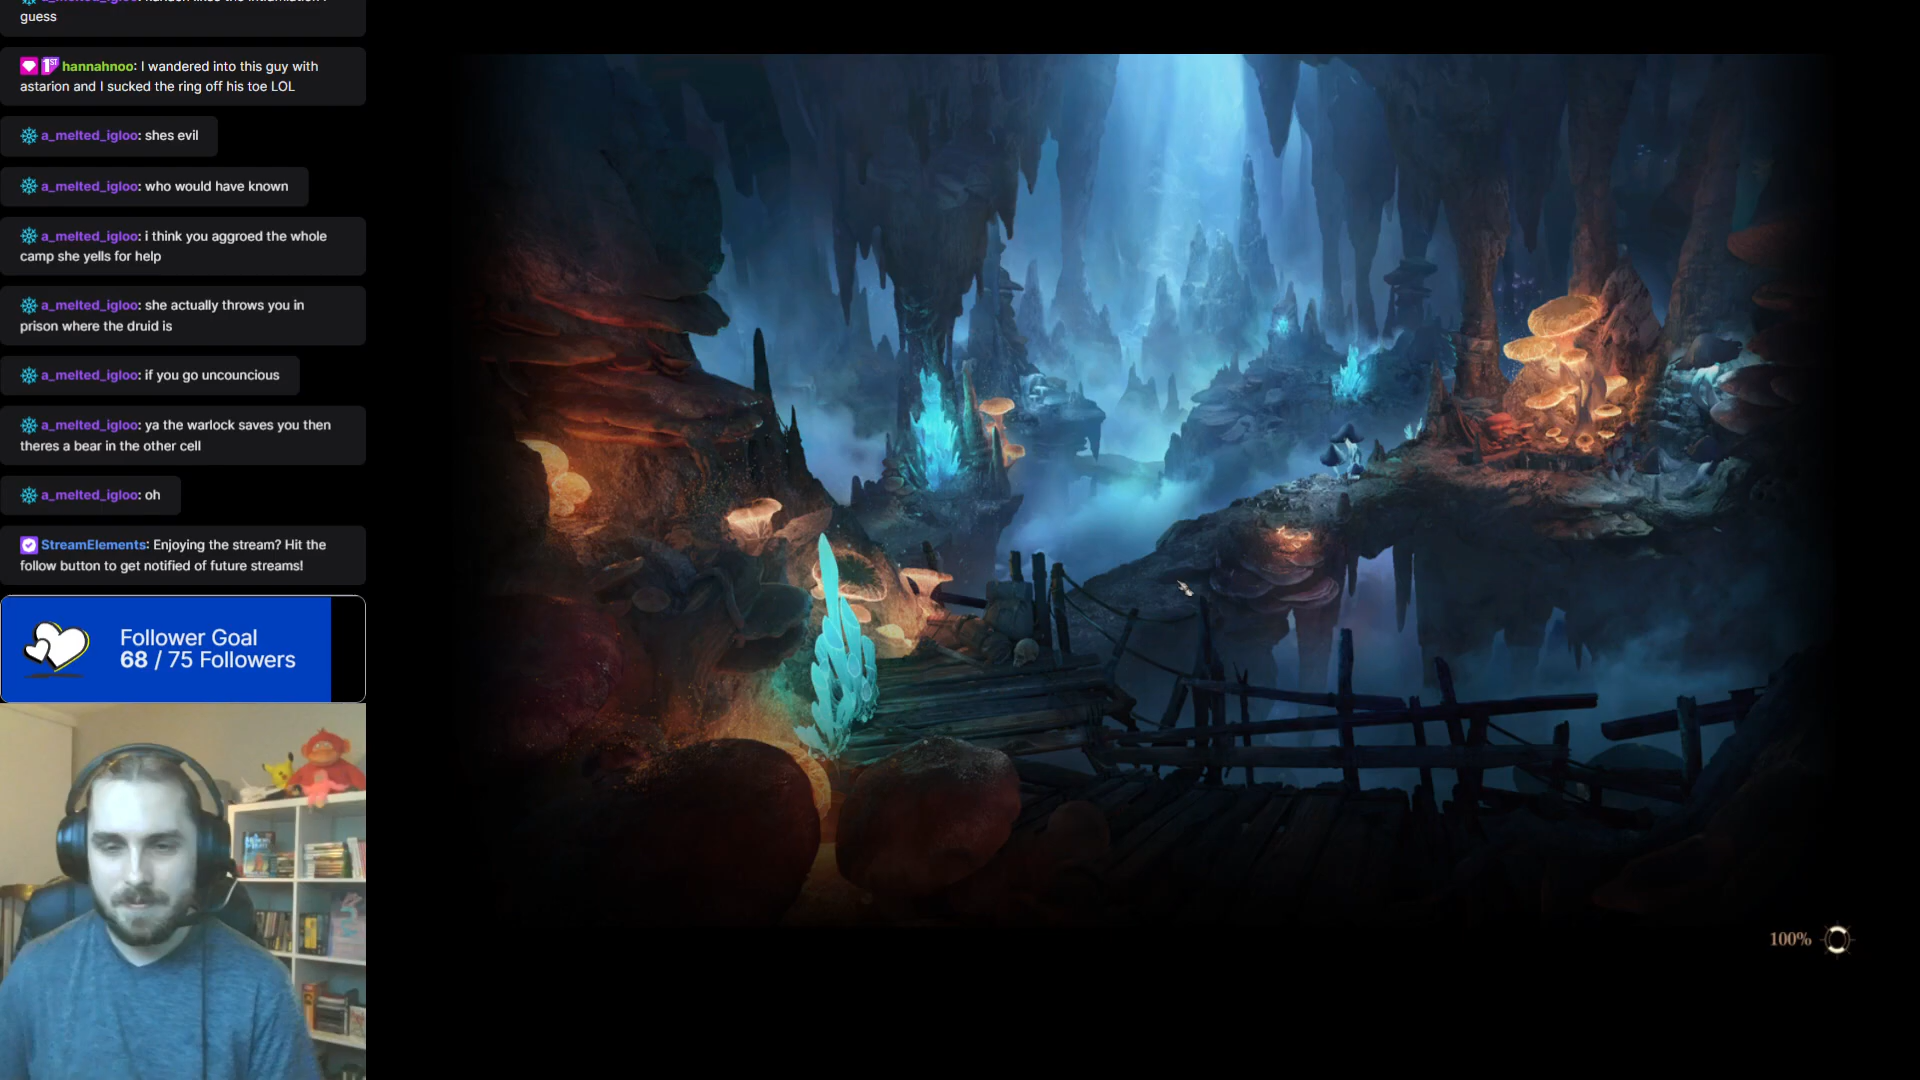 guess
hannahnoo: I wandered into this guy with
astarion and I sucked the ring off his toe LOL
a_melted_igloo: shes evil
a_melted_igloo: who would have known
a_melted_igloo: i think you aggroed the whole
camp she yells for help
a_melted_igloo: she actually throws you in
prison where the druid is
a_melted_igloo: if you go uncouncious
a_melted_igloo: ya the warlock saves you then
theres a bear in the other cell
a_melted_igloo: oh
StreamElements: Enjoying the stream? Hit the
follow button to get notified of future streams!
Follower Goal
68 / 75 Followers
100%